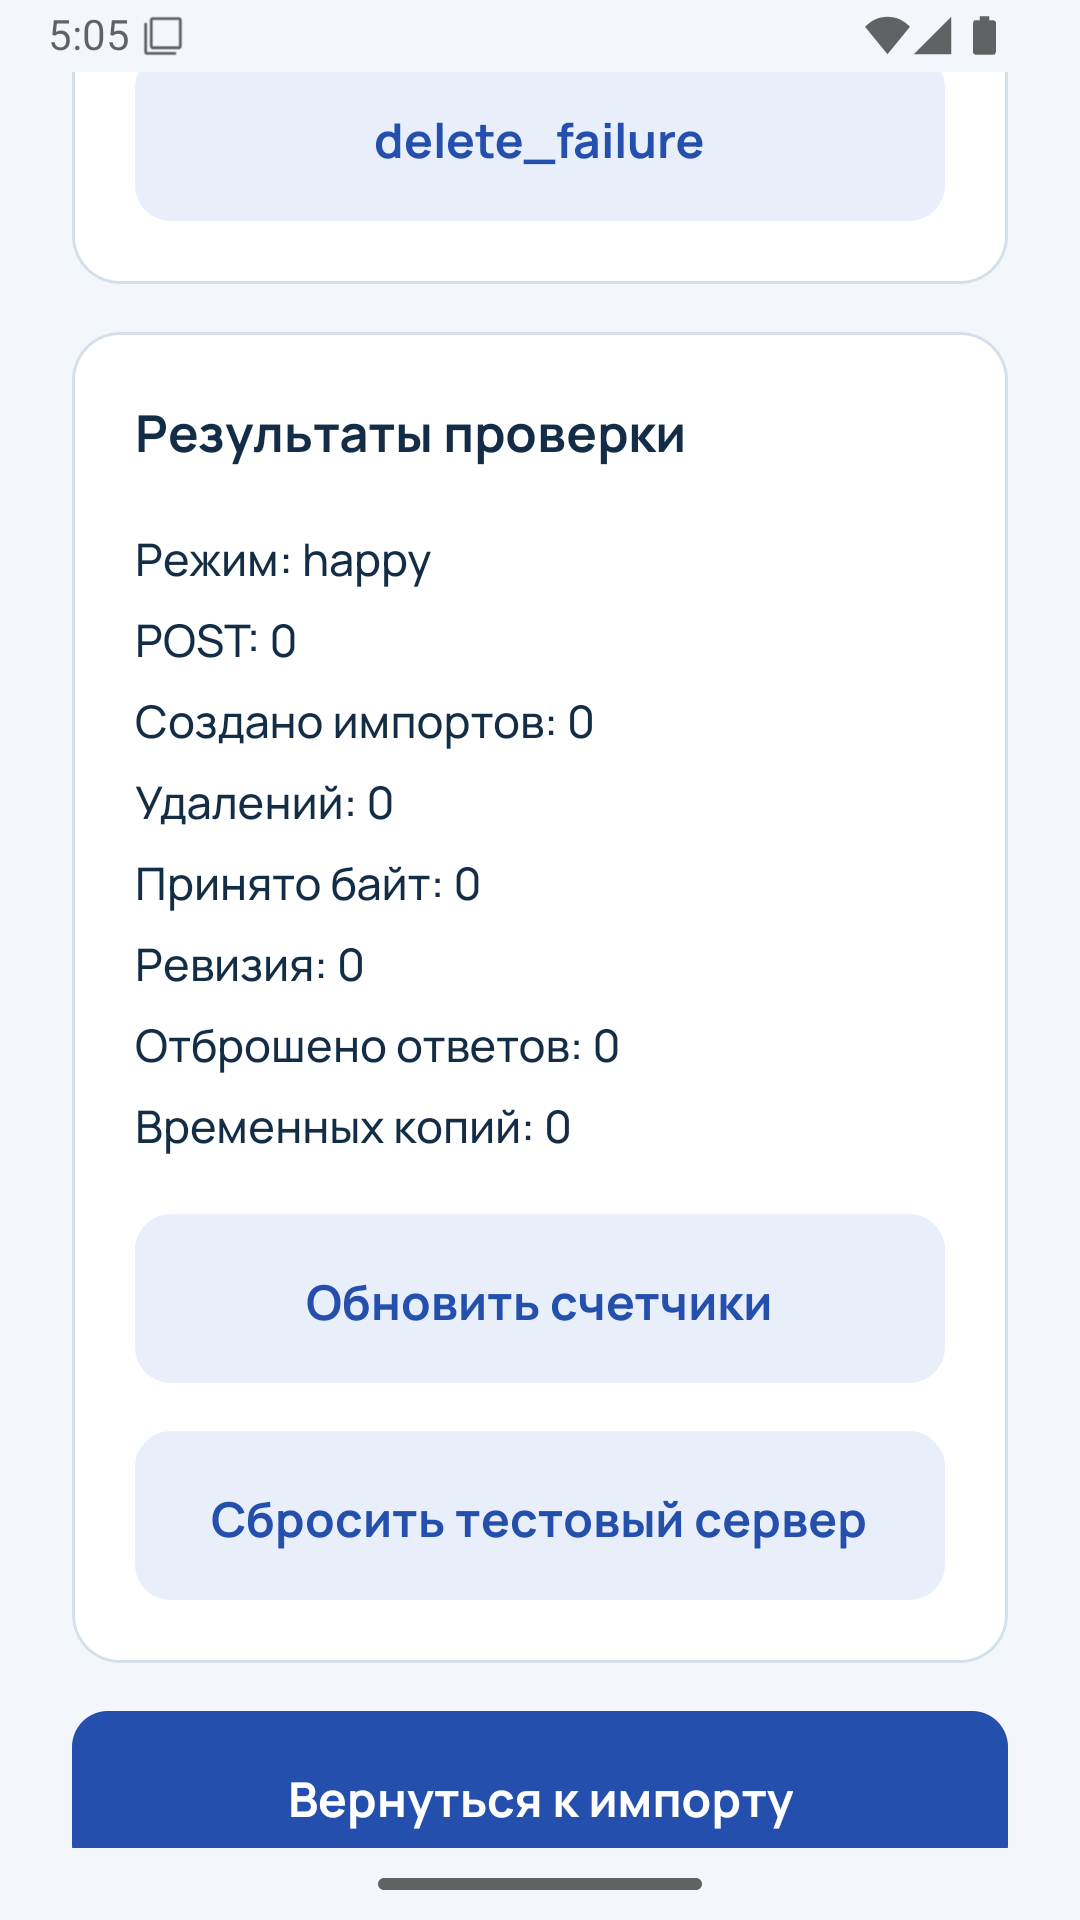 5:05
delete_failure
Результаты проверки
Режим: happy
POST: 0
Создано импортов: 0
Удалений: 0
Принято байт: 0
Ревизия: 0
Отброшено ответов: 0
Временных копий: 0
Обновить счетчики
Сбросить тестовый сервер
Вернуться к импорту